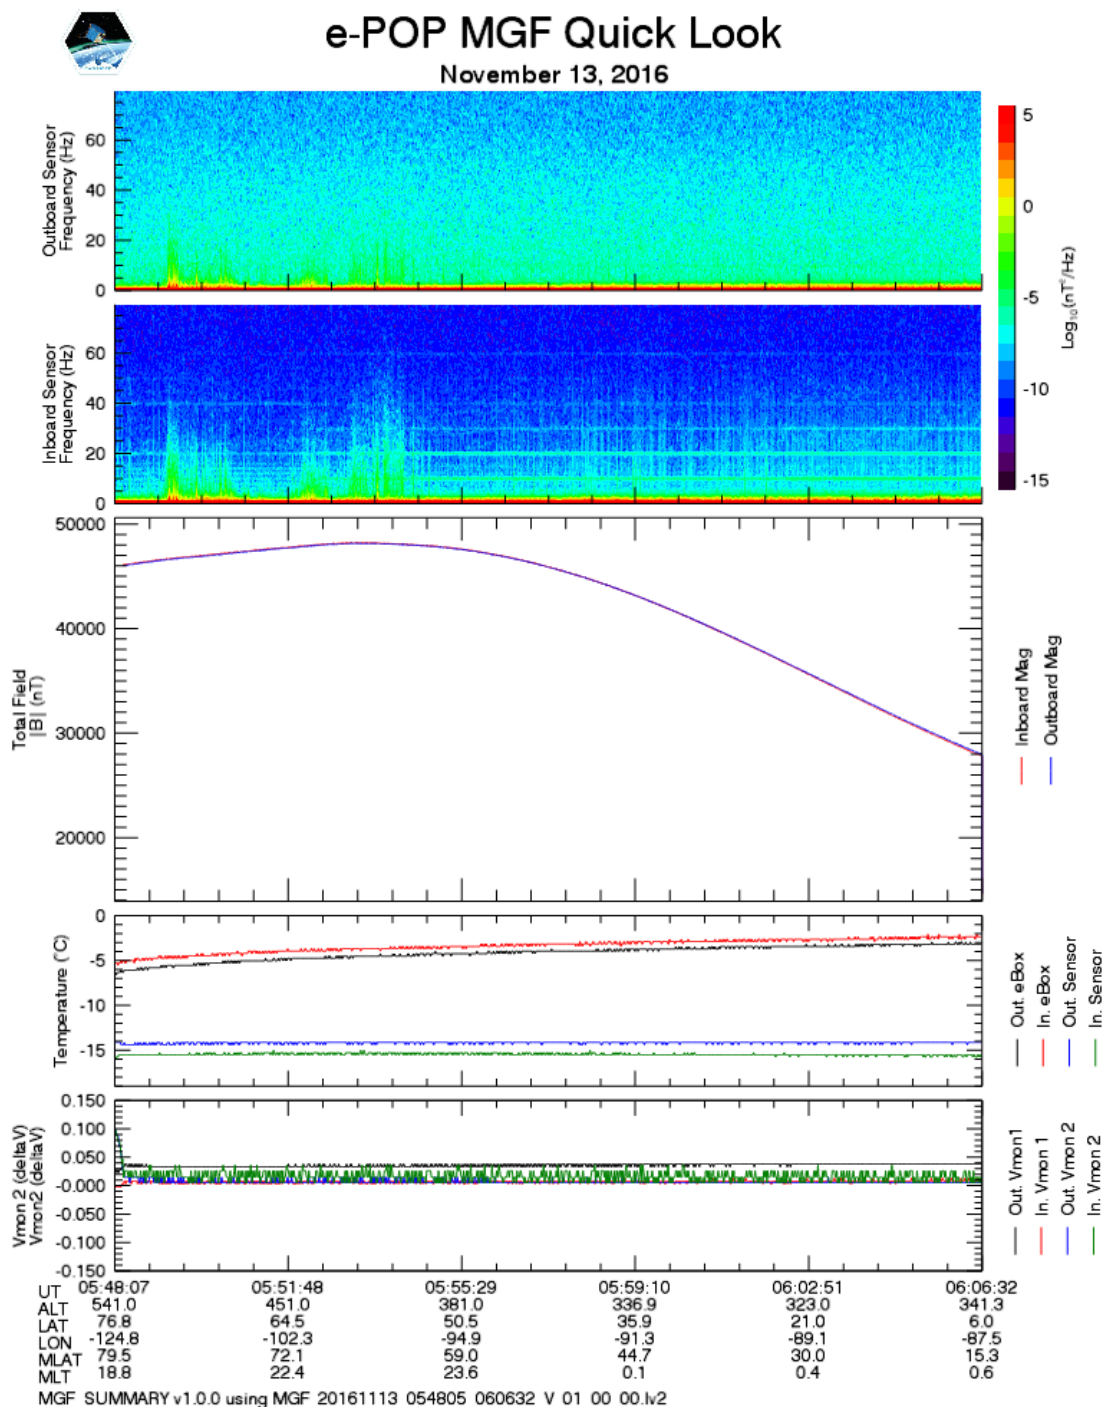 e-POP MGF Quick Look
November 13, 2016
Outboard Sensor
Frequency (Hz)
60
40
20
0
Inboard Sensor
Frequency (Hz)
60
40
20
0
5
0
-5
-10
-15
Log10(nT²/Hz)
Total Field
|B| (nT)
50000
40000
30000
20000
Inboard Mag
Outboard Mag
Temperature (°C)
0
-5
-10
-15
Out. eBox
In. eBox
Out. Sensor
In. Sensor
Vmon 2 (deltaV)
Vmon2 (deltaV)
0.150
0.100
0.050
-0.000
-0.050
-0.100
-0.150
Out. Vmon1
In. Vmon 1
Out. Vmon 2
In. Vmon 2
UT 05:48:07 05:51:48 05:55:29 05:59:10 06:02:51 06:06:32
ALT 541.0 451.0 381.0 336.9 323.0 341.3
LAT 76.8 64.5 50.5 35.9 21.0 6.0
LON -124.8 -102.3 -94.9 -91.3 -89.1 -87.5
MLAT 79.5 72.1 59.0 44.7 30.0 15.3
MLT 18.8 22.4 23.6 0.1 0.4 0.6
MGF SUMMARY v1.0.0 using MGF_20161113_054805_060632_V_01_00_00.lv2